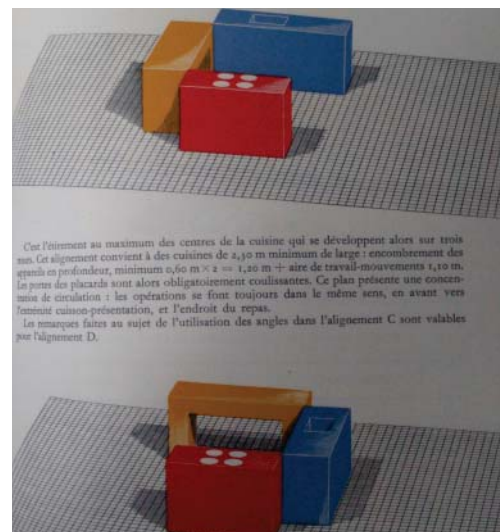 C'est l'étirement au maximum des centres de la cuisine qui se développent alors sur trois
murs. Cet alignement convient à des cuisines de 2,30 m minimum de large : encombrement des
appareils en profondeur, minimum 0,60 m × 2 = 1,20 m + aire de travail-mouvements 1,10 m.
Les portes des placards sont alors obligatoirement coulissantes. Ce plan présente une concen-
tration de circulation : les opérations se font toujours dans le même sens, en avant vers
l'extrémité cuisson-présentation, et l'endroit du repas.
Les remarques faites au sujet de l'utilisation des angles dans l'alignement C sont valables
pour l'alignement D.